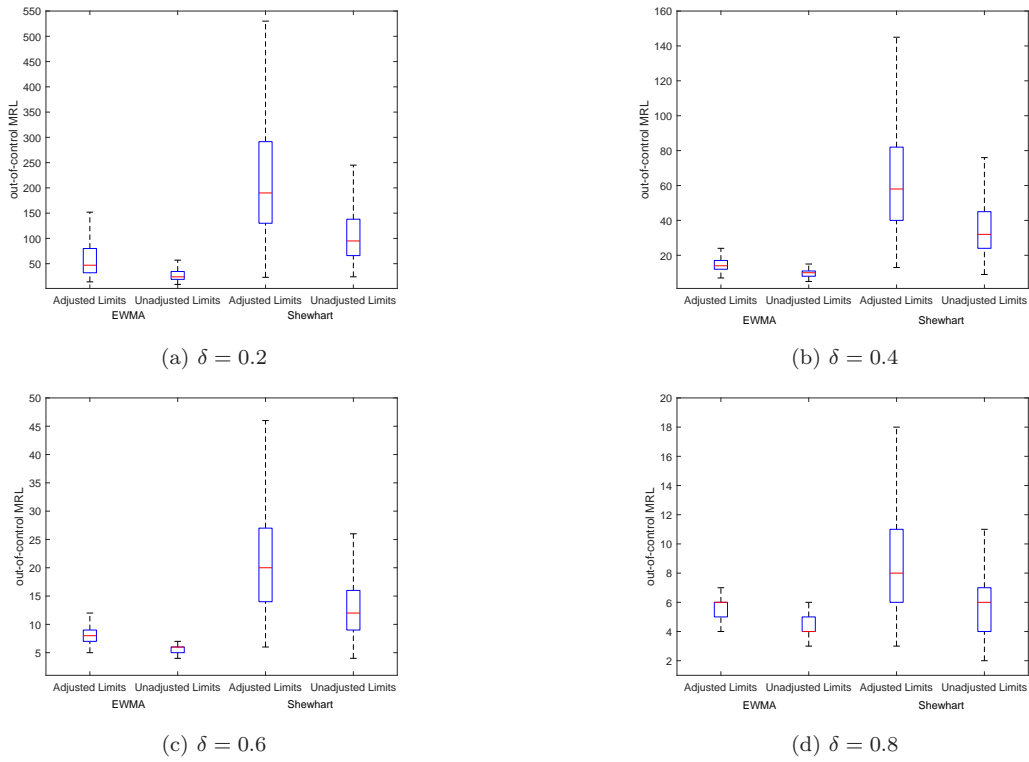 550
500
450
400
350
300
250
200
150
100
50
out-of-control MRL
Adjusted Limits Unadjusted Limits Adjusted Limits Unadjusted Limits
EWMA Shewhart
(a) δ = 0.2
160
140
120
100
80
60
40
20
out-of-control MRL
Adjusted Limits Unadjusted Limits Adjusted Limits Unadjusted Limits
EWMA Shewhart
(b) δ = 0.4
50
45
40
35
30
25
20
15
10
5
out-of-control MRL
Adjusted Limits Unadjusted Limits Adjusted Limits Unadjusted Limits
EWMA Shewhart
(c) δ = 0.6
20
18
16
14
12
10
8
6
4
2
out-of-control MRL
Adjusted Limits Unadjusted Limits Adjusted Limits Unadjusted Limits
EWMA Shewhart
(d) δ = 0.8